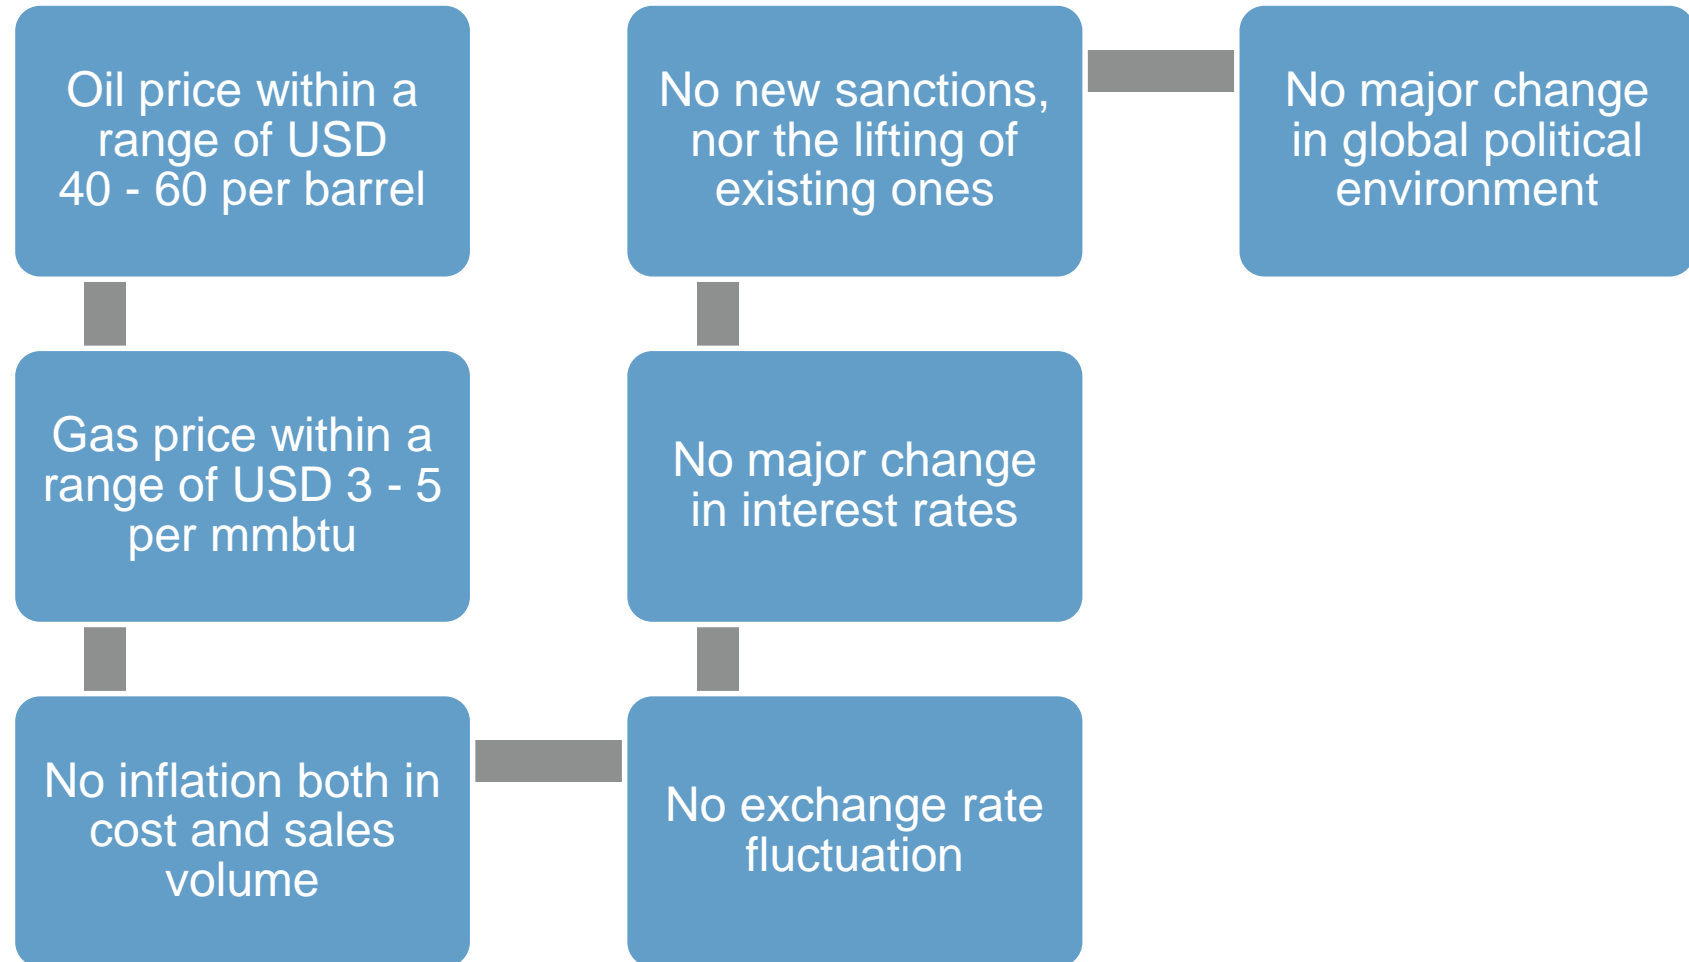 Oil price within a
range of USD
40 - 60 per barrel
Gas price within a
range of USD 3 - 5
per mmbtu
No inflation both in
cost and sales
volume
No exchange rate
fluctuation
No major change
in interest rates
No new sanctions,
nor the lifting of
existing ones
No major change
in global political
environment